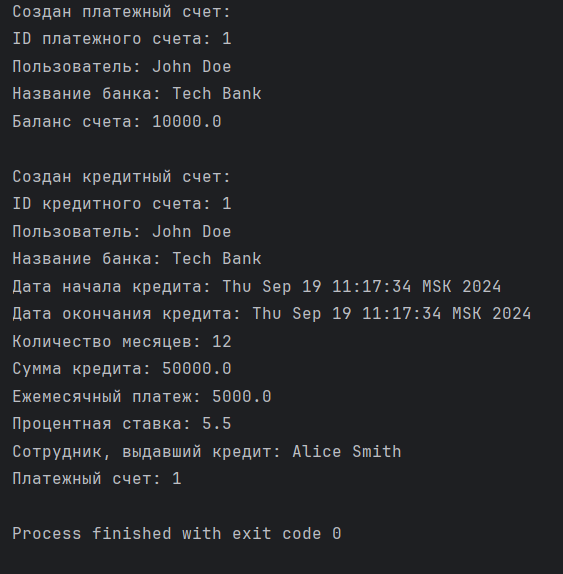 Создан платежный счет:
ID платежного счета: 1
Пользователь: John Doe
Название банка: Tech Bank
Баланс счета: 10000.0
Создан кредитный счет:
ID кредитного счета: 1
Пользователь: John Doe
Название банка: Tech Bank
Дата начала кредита: Thu Sep 19 11:17:34 MSK 2024
Дата окончания кредита: Thu Sep 19 11:17:34 MSK 2024
Количество месяцев: 12
Сумма кредита: 50000.0
Ежемесячный платеж: 5000.0
Процентная ставка: 5.5
Сотрудник, выдавший кредит: Alice Smith
Платежный счет: 1
Process finished with exit code 0